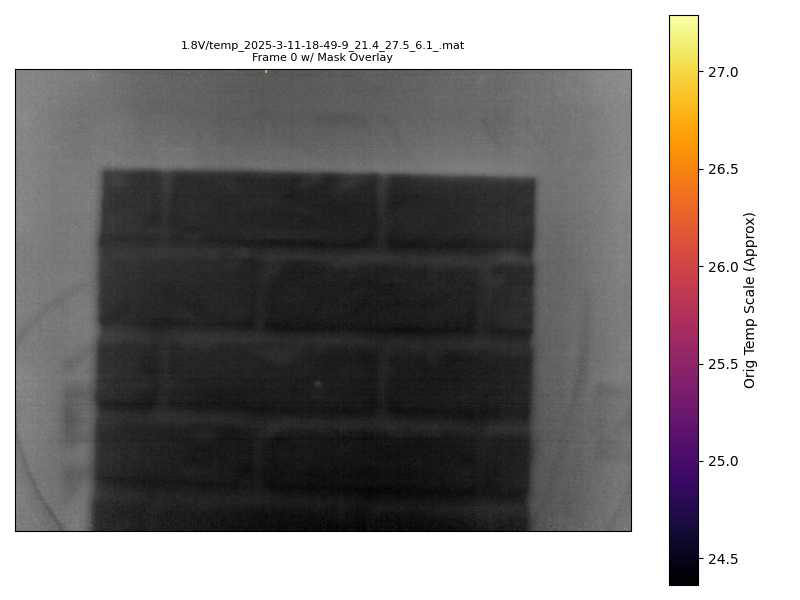 1.8V/temp_2025-3-11-18-49-9_21.4_27.5_6.1_.mat
Frame 0 w/ Mask Overlay
27.0
26.5
26.0
25.5
25.0
24.5
Orig Temp Scale (Approx)